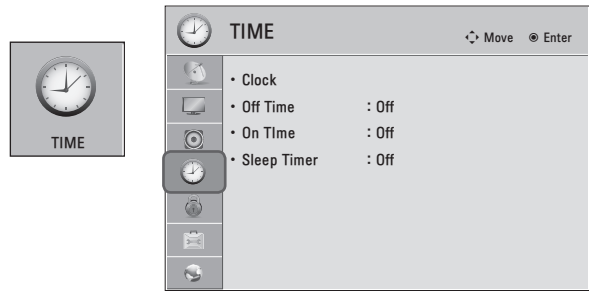 TIME
TIME
Move Enter
• Clock
• Off Time : Off
• On TIme : Off
• Sleep Timer : Off